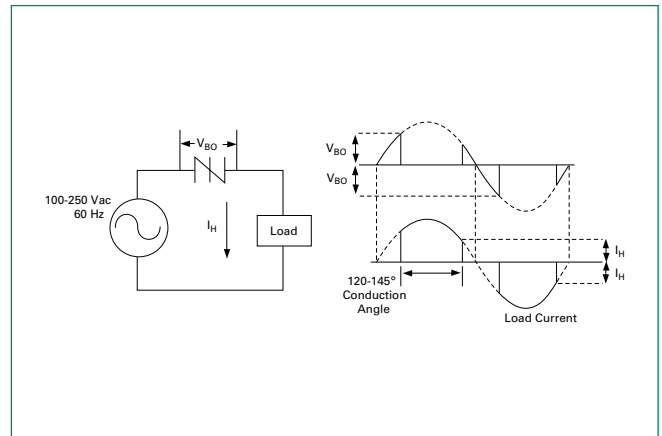 V_BO
100-250 Vac
60 Hz
I_H
Load
V_BO
V_BO
I_H
I_H
120-145°
Conduction
Angle
Load Current